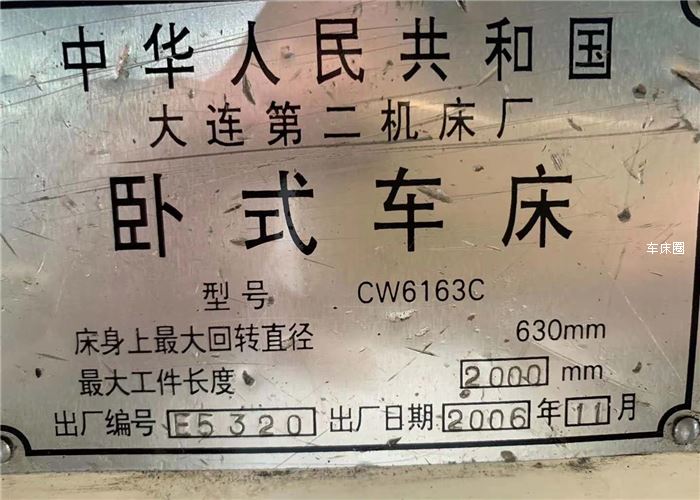 中华人民共和国
大连第二机床厂
卧式车床
车床圈
型号 CW6163C
床身上最大回转直径 630mm
最大工件长度 2000 mm
出厂编号 E5320 出厂日期 2006 年 11 月